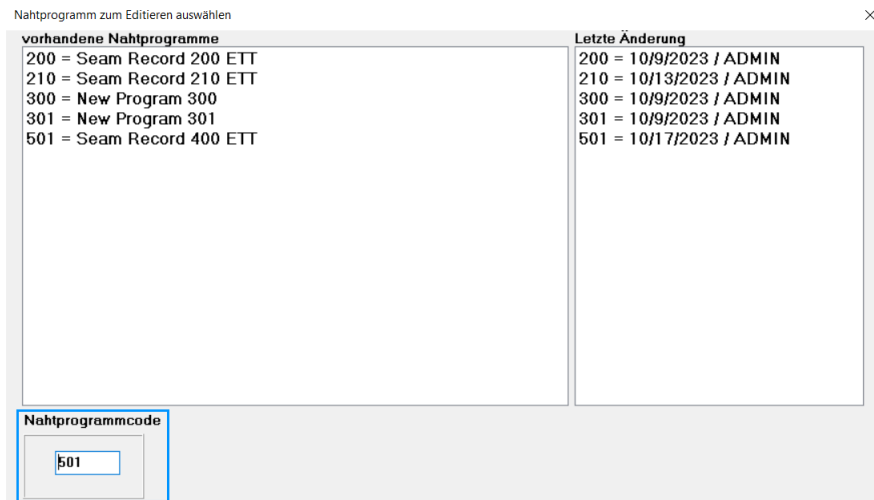 Nahtprogramm zum Editieren auswählen
vorhandene Nahtprogramme
200 = Seam Record 200 ETT
210 = Seam Record 210 ETT
300 = New Program 300
301 = New Program 301
501 = Seam Record 400 ETT
Letzte Änderung
200 = 10/9/2023 / ADMIN
210 = 10/13/2023 / ADMIN
300 = 10/9/2023 / ADMIN
301 = 10/9/2023 / ADMIN
501 = 10/17/2023 / ADMIN
Nahtprogrammcode
501